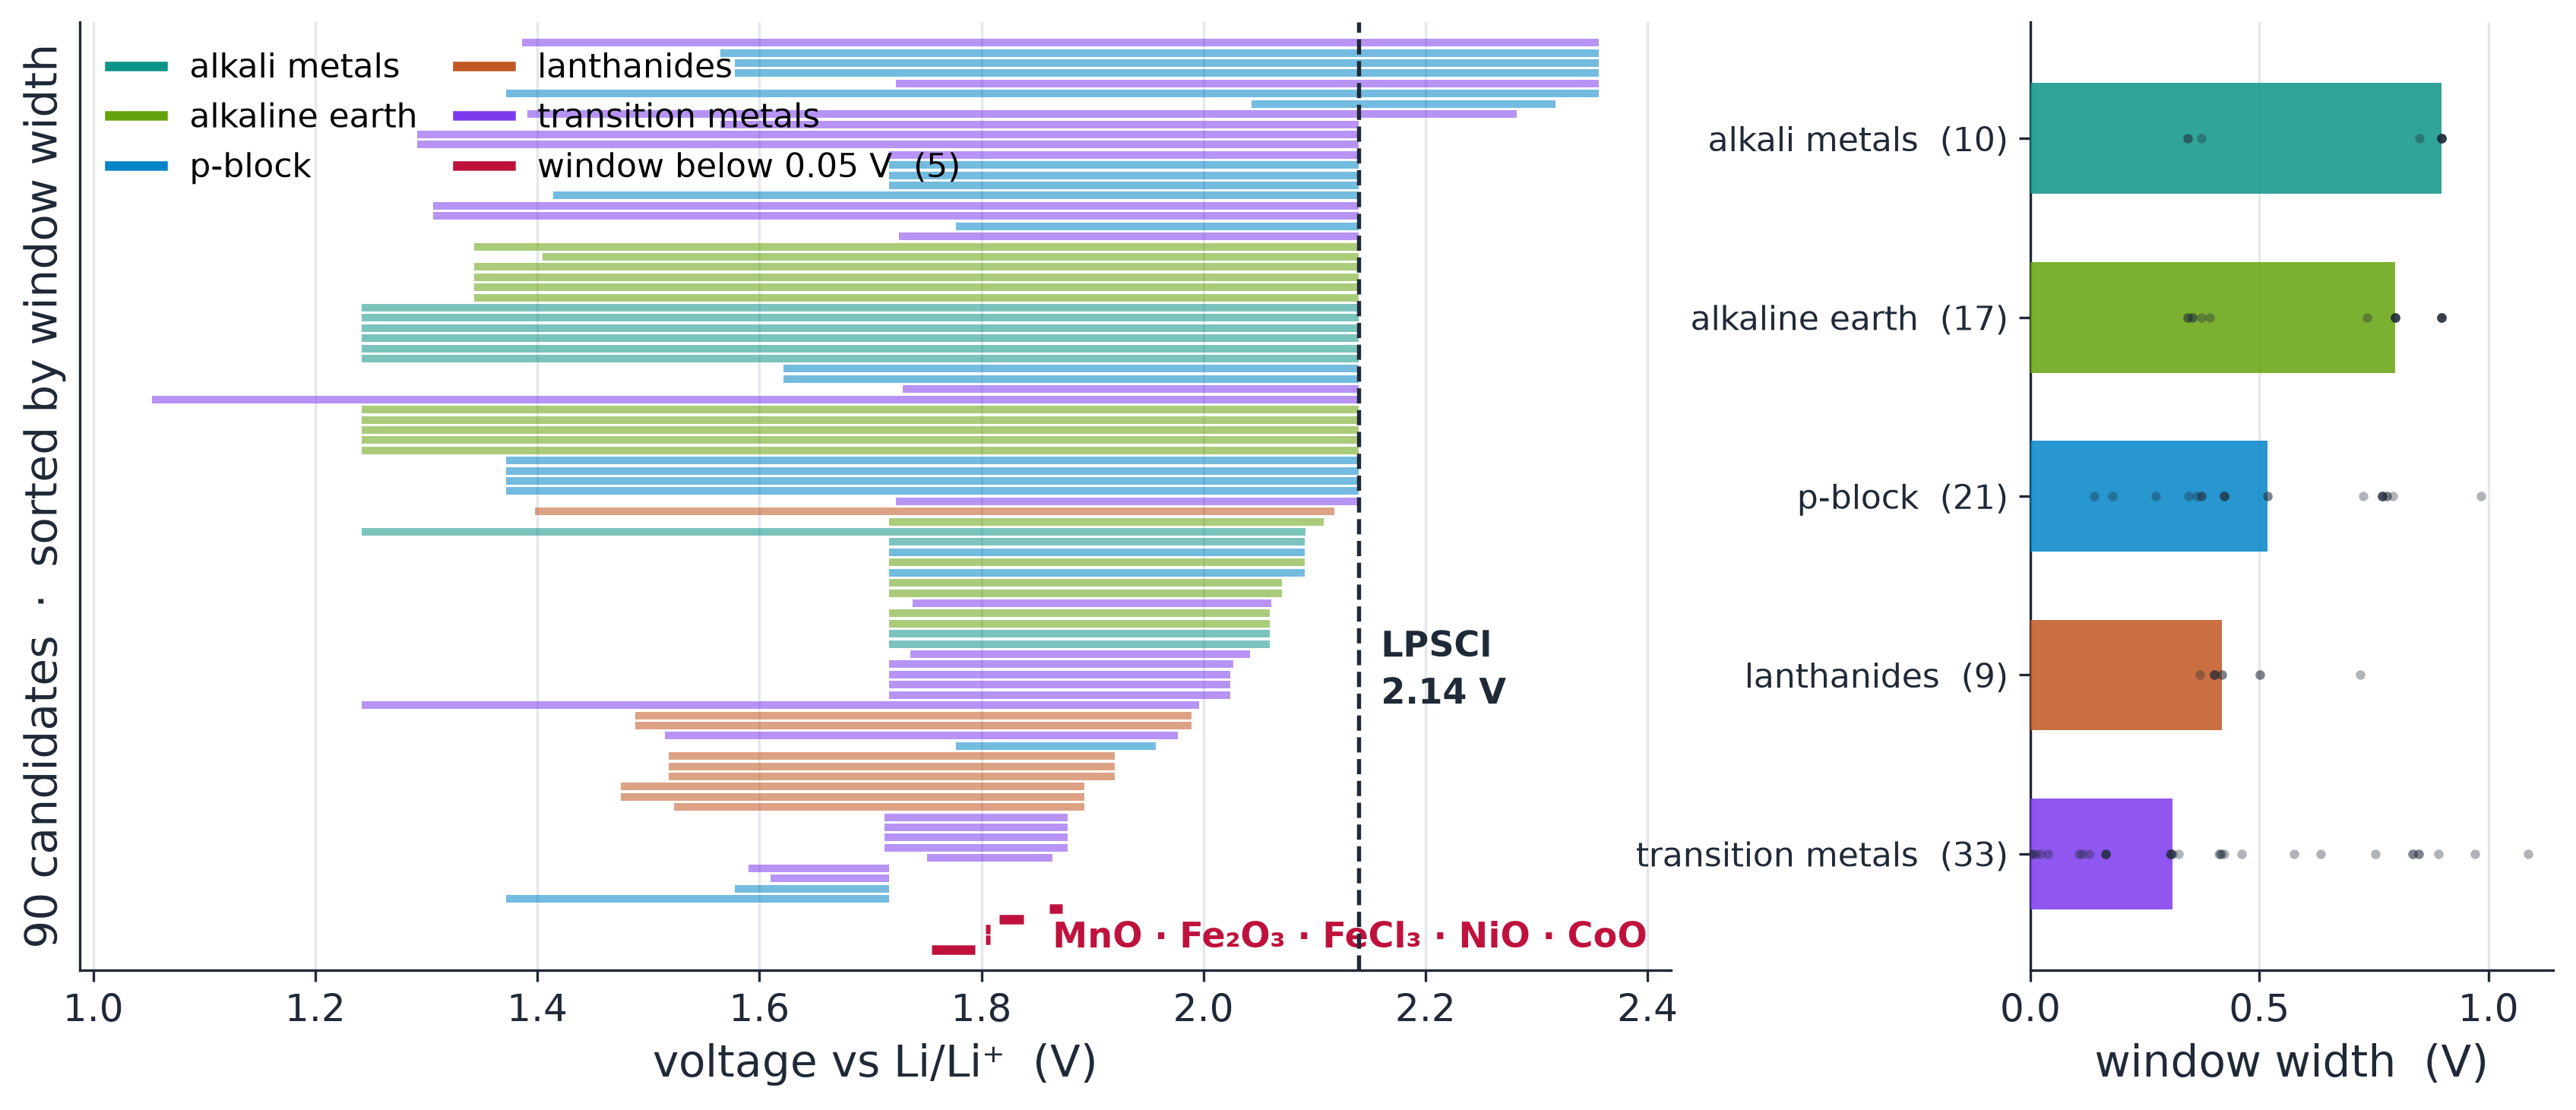 90 candidates · sorted by window width
alkali metals
alkaline earth
p-block
lanthanides
transition metals
window below 0.05 V (5)
LPSCl
2.14 V
MnO · Fe₂O₃ · FeCl₃ · NiO · CoO
1.0 1.2 1.4 1.6 1.8 2.0 2.2 2.4
voltage vs Li/Li⁺ (V)
alkali metals (10)
alkaline earth (17)
p-block (21)
lanthanides (9)
transition metals (33)
0.0 0.5 1.0
window width (V)